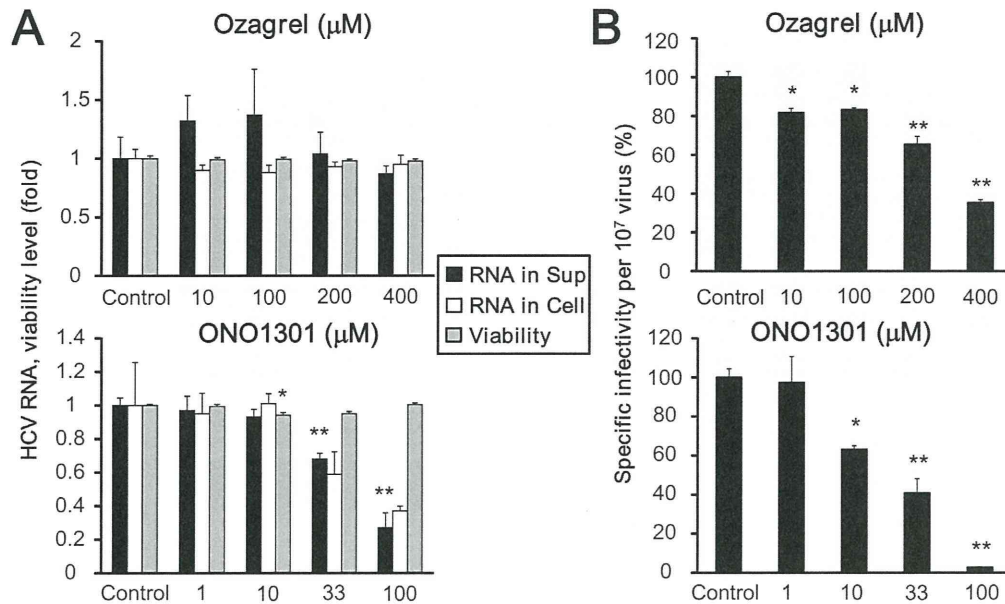 A
Ozagrel (μM)
HCV RNA, viability level (fold)
2
1.5
1
0.5
0
Control 10 100 200 400
RNA in Sup
RNA in Cell
Viability
ONO1301 (μM)
1.4
1.2
1
0.8
0.6
0.4
0.2
0
*
**
**
Control 1 10 33 100
B
Ozagrel (μM)
Specific infectivity per 10⁷ virus (%)
120
100
80
60
40
20
0
*
*
**
**
Control 10 100 200 400
ONO1301 (μM)
120
100
80
60
40
20
0
*
**
**
Control 1 10 33 100